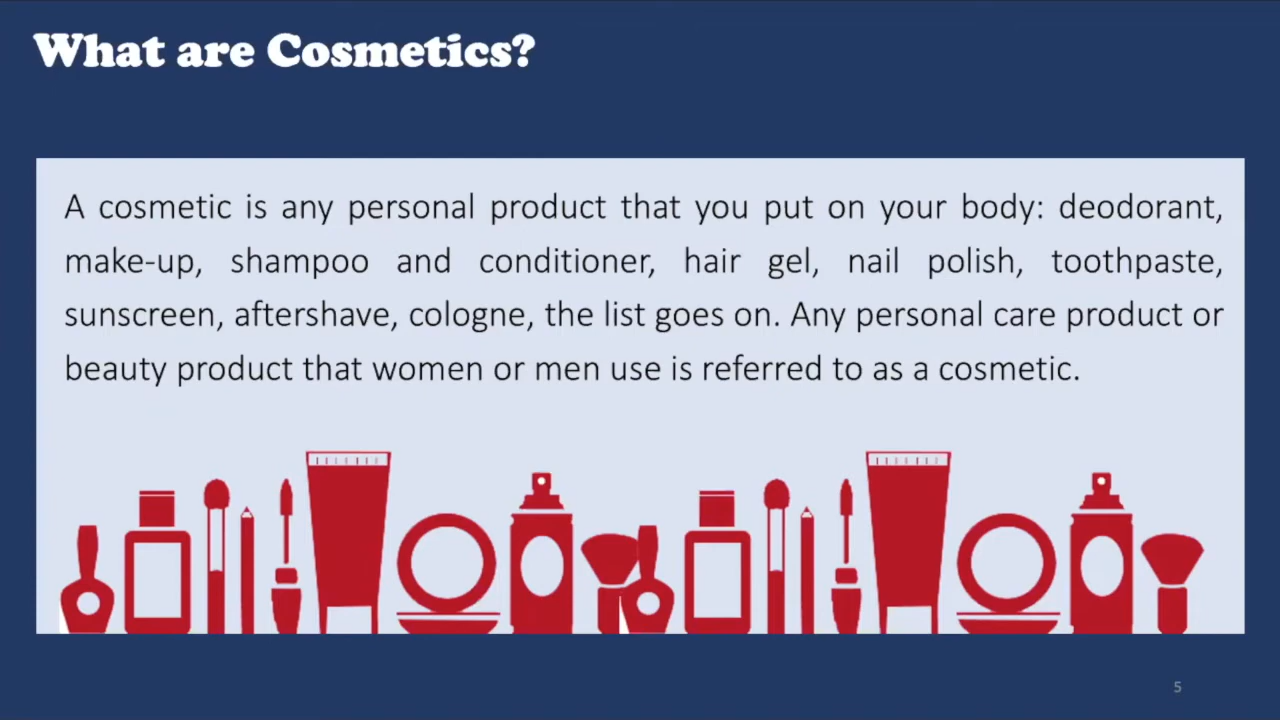 What are Cosmetics?
A cosmetic is any personal product that you put on your body: deodorant,
make-up, shampoo and conditioner, hair gel, nail polish, toothpaste,
sunscreen, aftershave, cologne, the list goes on. Any personal care product or
beauty product that women or men use is referred to as a cosmetic.
5